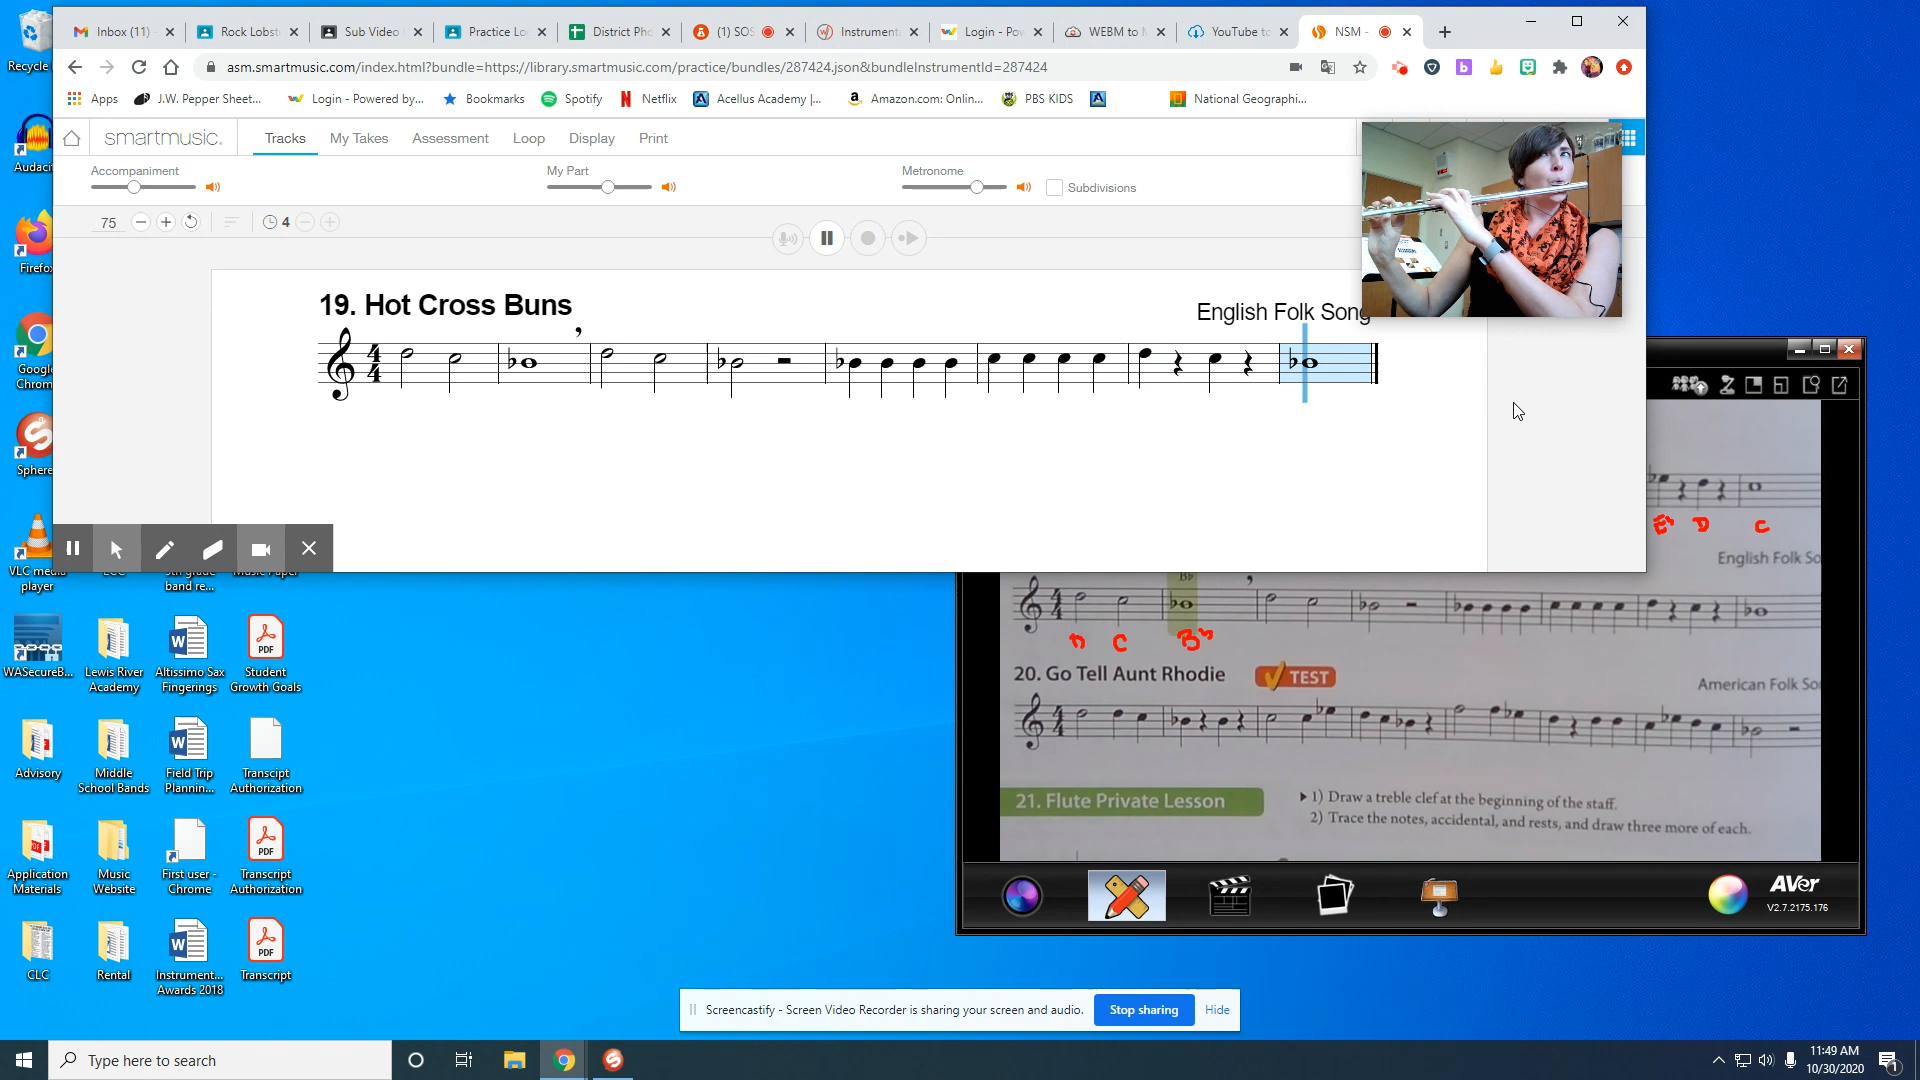 Inbox (11)
Rock Lobst
Sub Video
Practice Lo
District Pho
(1) SOS
Instrument
Login - Pow
WEBM to M
YouTube to
NSM -
asm.smartmusic.com/index.html?bundle=https://library.smartmusic.com/practice/bundles/287424.json&bundleInstrumentId=287424
Apps
J.W. Pepper Sheet...
Login - Powered by...
Bookmarks
Spotify
Netflix
Acellus Academy |...
Amazon.com: Onlin...
PBS KIDS
National Geographi...
smartmusic.
Tracks
My Takes
Assessment
Loop
Display
Print
Accompaniment
My Part
Metronome
Subdivisions
75
4
19. Hot Cross Buns
English Folk Song
Recycle
Audacit
Firefox
Google
Chrom
Sphere
VLC media
player
band re...
WASecureB...
Lewis River
Academy
Altissimo Sax
Fingerings
Student
Growth Goals
Advisory
Middle
School Bands
Field Trip
Plannin...
Transcipt
Authorization
Application
Materials
Music
Website
First user -
Chrome
Transcript
Authorization
CLC
Rental
Instrument...
Awards 2018
Transcript
PDF
PDF
PDF
E♭ D C
English Folk So
B♭
D C B♭
20. Go Tell Aunt Rhodie
TEST
American Folk So
21. Flute Private Lesson
1) Draw a treble clef at the beginning of the staff.
2) Trace the notes, accidental, and rests, and draw three more of each.
AVer
V2.7.2175.176
Screencastify - Screen Video Recorder is sharing your screen and audio.
Stop sharing
Hide
Type here to search
11:49 AM
10/30/2020
1